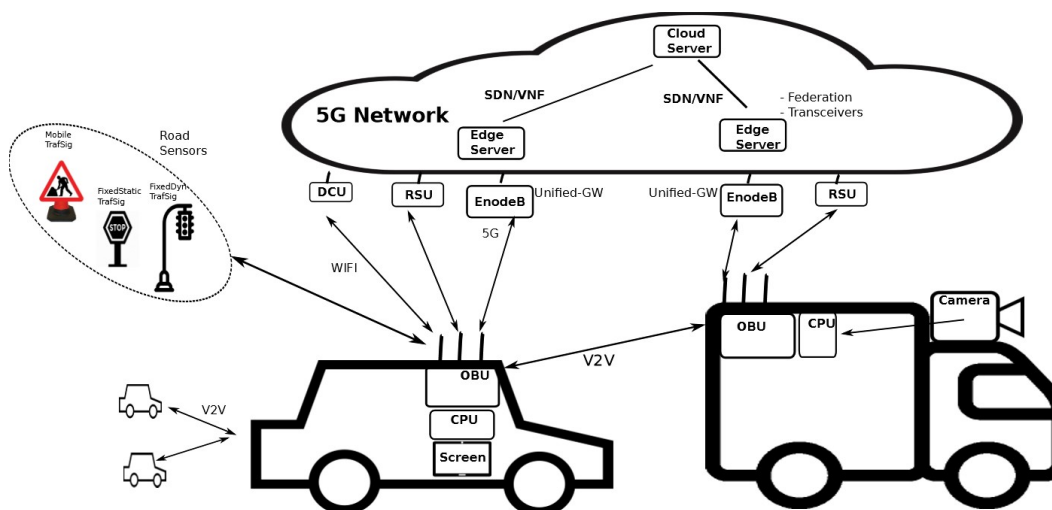 Cloud
Server
SDN/VNF
SDN/VNF
- Federation
- Transceivers
5G Network
Edge
Server
Edge
Server
Mobile
TrafSig
Road
Sensors
FixedStatic
TrafSig
FixedDyn
TrafSig
STOP
DCU
RSU
EnodeB
Unified-GW
Unified-GW
EnodeB
RSU
5G
WIFI
Camera
OBU
CPU
V2V
OBU
CPU
Screen
V2V